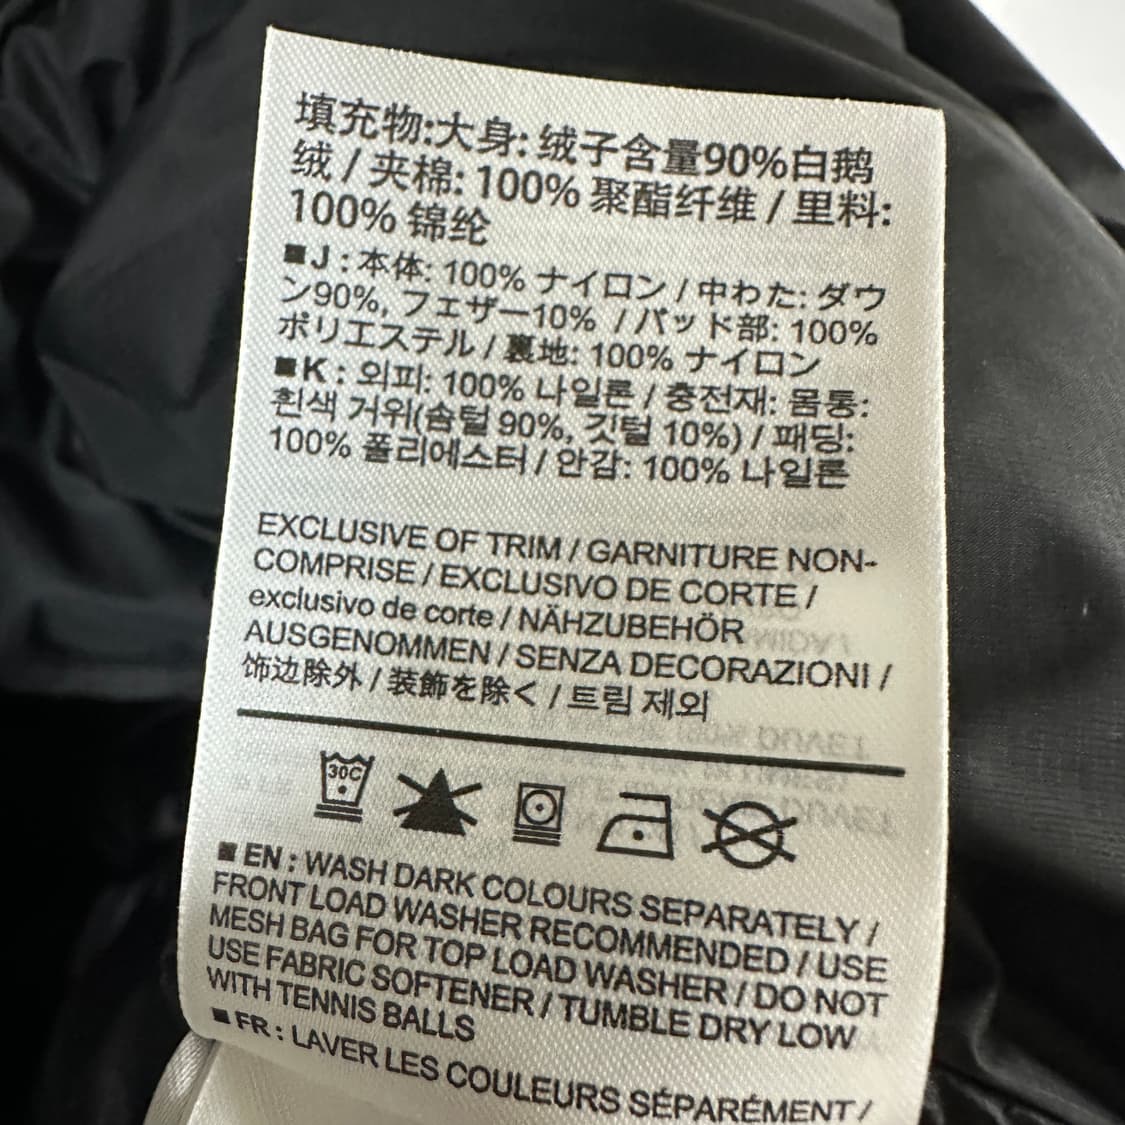 填充物:大身: 绒子含量90%白鹅
绒 / 夹棉: 100% 聚酯纤维 / 里料:
100% 锦纶
■J : 本体: 100% ナイロン / 中わた: ダウ
ン90%, フェザー10% / パッド部: 100%
ポリエステル / 裏地: 100% ナイロン
■K : 외피: 100% 나일론 / 충전재: 몸통:
흰색 거위(솜털 90%, 깃털 10%) / 패딩:
100% 폴리에스터 / 안감: 100% 나일론
EXCLUSIVE OF TRIM / GARNITURE NON-
COMPRISE / EXCLUSIVO DE CORTE /
exclusivo de corte / NÄHZUBEHÖR
AUSGENOMMEN / SENZA DECORAZIONI /
饰边除外 / 装飾を除く / 트림 제외
30C
■ EN : WASH DARK COLOURS SEPARATELY /
FRONT LOAD WASHER RECOMMENDED / USE
MESH BAG FOR TOP LOAD WASHER / DO NOT
USE FABRIC SOFTENER / TUMBLE DRY LOW
WITH TENNIS BALLS
■ FR : LAVER LES COULEURS SÉPARÉMENT /